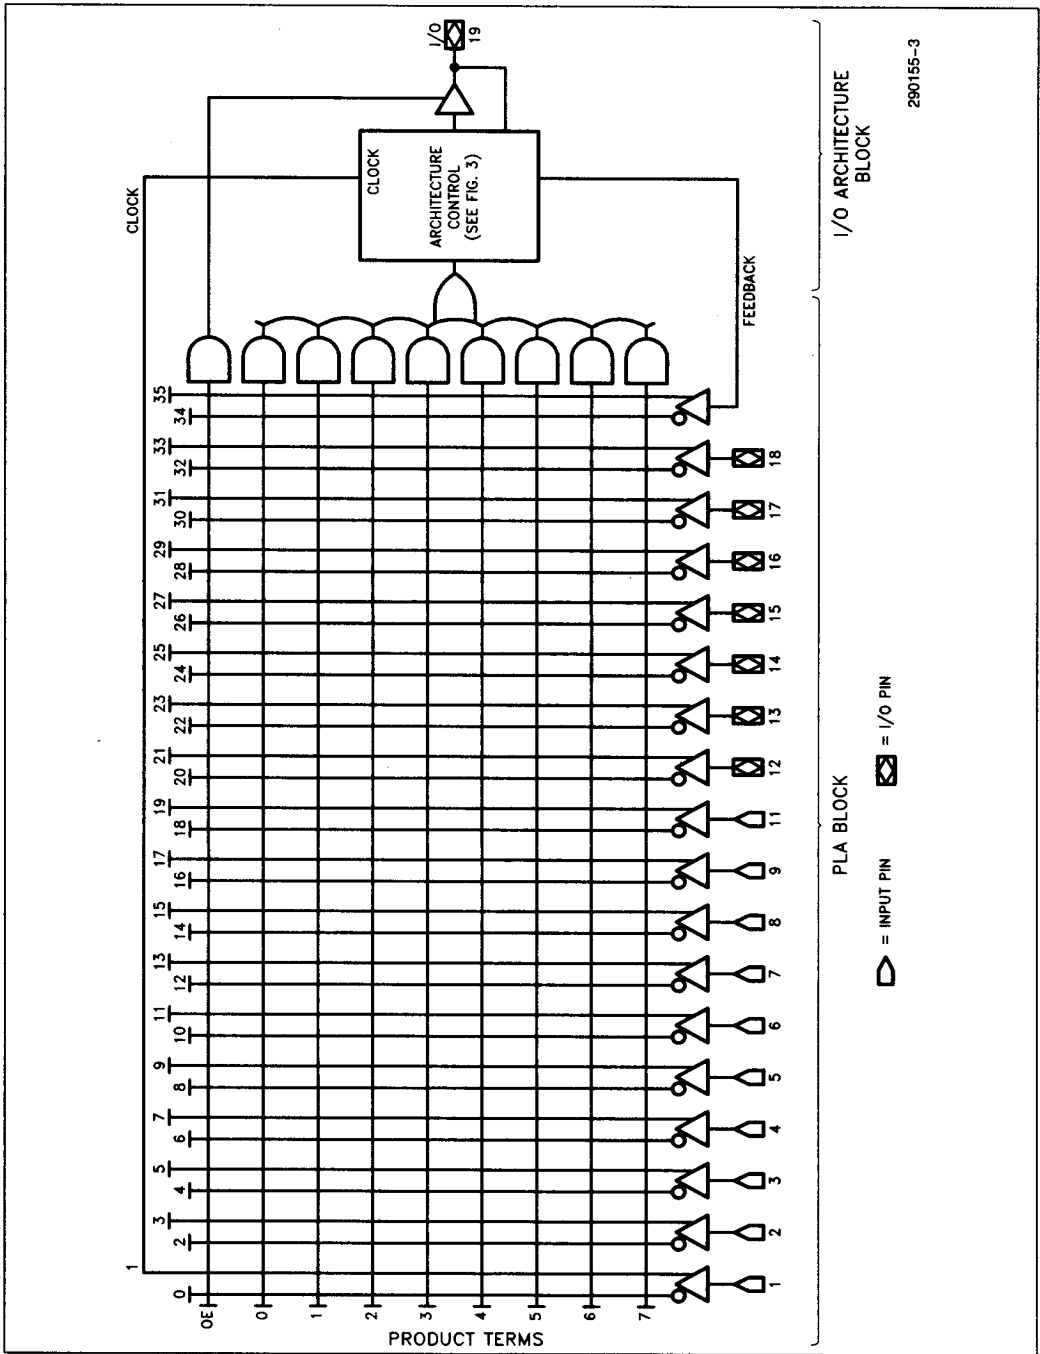 CLOCK
I/O
19
CLOCK
ARCHITECTURE
CONTROL
(SEE FIG. 3)
FEEDBACK
0 1 2 3 4 5 6 7 8 9 10 11 12 13 14 15 16 17 18 19 20 21 22 23 24 25 26 27 28 29 30 31 32 33 34 35
OE
0
1
2
3
4
5
6
7
PRODUCT TERMS
1 2 3 4 5 6 7 8 9 11 12 13 14 15 16 17 18
PLA BLOCK
I/O ARCHITECTURE
BLOCK
= INPUT PIN
= I/O PIN
290155-3